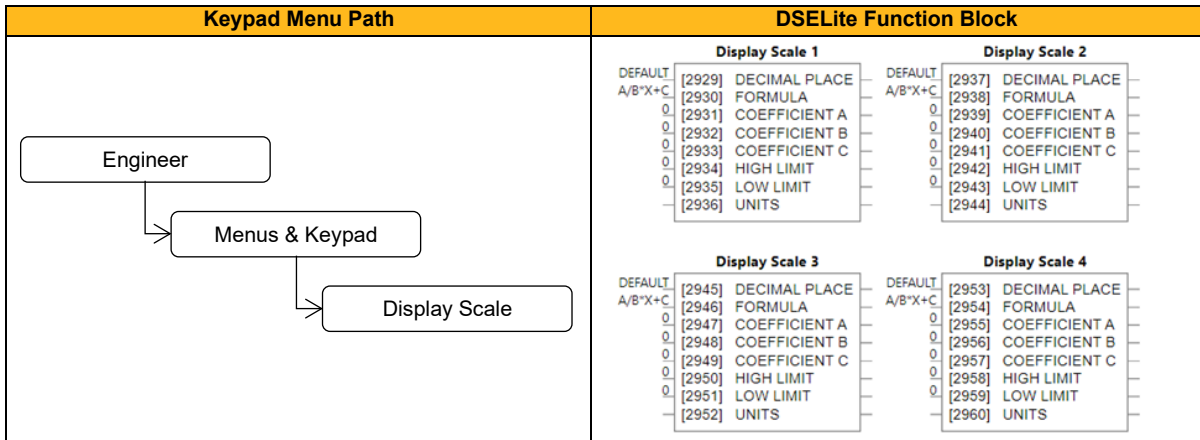 Keypad Menu Path
DSELite Function Block
Engineer
Menus & Keypad
Display Scale
Display Scale 1
DEFAULT [2929] DECIMAL PLACE
A/B*X+C [2930] FORMULA
0 [2931] COEFFICIENT A
0 [2932] COEFFICIENT B
0 [2933] COEFFICIENT C
0 [2934] HIGH LIMIT
0 [2935] LOW LIMIT
[2936] UNITS
Display Scale 2
DEFAULT [2937] DECIMAL PLACE
A/B*X+C [2938] FORMULA
0 [2939] COEFFICIENT A
0 [2940] COEFFICIENT B
0 [2941] COEFFICIENT C
0 [2942] HIGH LIMIT
0 [2943] LOW LIMIT
[2944] UNITS
Display Scale 3
DEFAULT [2945] DECIMAL PLACE
A/B*X+C [2946] FORMULA
0 [2947] COEFFICIENT A
0 [2948] COEFFICIENT B
0 [2949] COEFFICIENT C
0 [2950] HIGH LIMIT
0 [2951] LOW LIMIT
[2952] UNITS
Display Scale 4
DEFAULT [2953] DECIMAL PLACE
A/B*X+C [2954] FORMULA
0 [2955] COEFFICIENT A
0 [2956] COEFFICIENT B
0 [2957] COEFFICIENT C
0 [2958] HIGH LIMIT
0 [2959] LOW LIMIT
[2960] UNITS